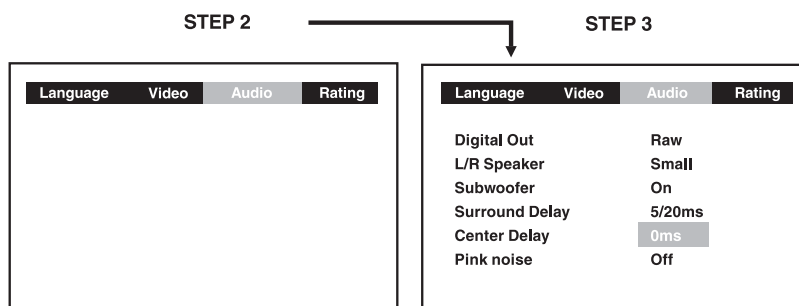 STEP 2
STEP 3
Language Video Audio Rating
Language Video Audio Rating
Digital Out Raw
L/R Speaker Small
Subwoofer On
Surround Delay 5/20ms
Center Delay 0ms
Pink noise Off